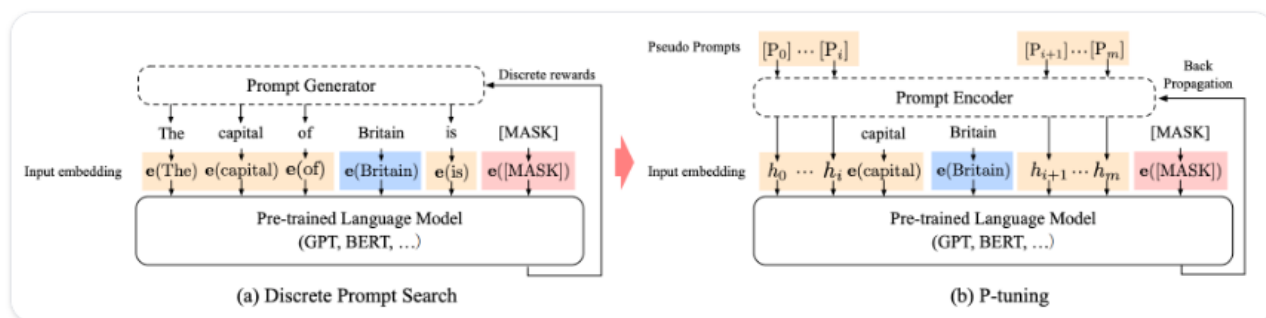 Prompt Generator
Discrete rewards
The capital of Britain is [MASK]
Input embedding e(The) e(capital) e(of) e(Britain) e(is) e([MASK])
Pre-trained Language Model
(GPT, BERT, …)
(a) Discrete Prompt Search
Pseudo Prompts [P₀] ⋯ [Pᵢ] [Pᵢ₊₁] ⋯ [Pₘ]
Back
Propagation
Prompt Encoder
capital Britain [MASK]
Input embedding h₀ ⋯ hᵢ e(capital) e(Britain) hᵢ₊₁ ⋯ hₘ e([MASK])
Pre-trained Language Model
(GPT, BERT, …)
(b) P-tuning